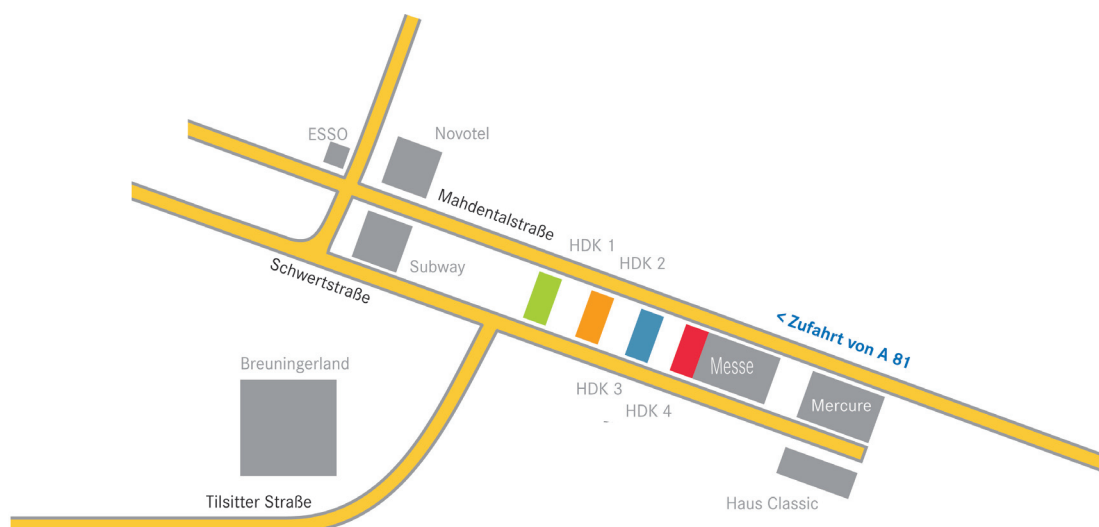 ESSO
Novotel
Mahdentalstraße
HDK 1
HDK 2
Subway
Schwertstraße
< Zufahrt von A 81
Breuningerland
Messe
HDK 3
Mercure
HDK 4
Tilsitter Straße
Haus Classic